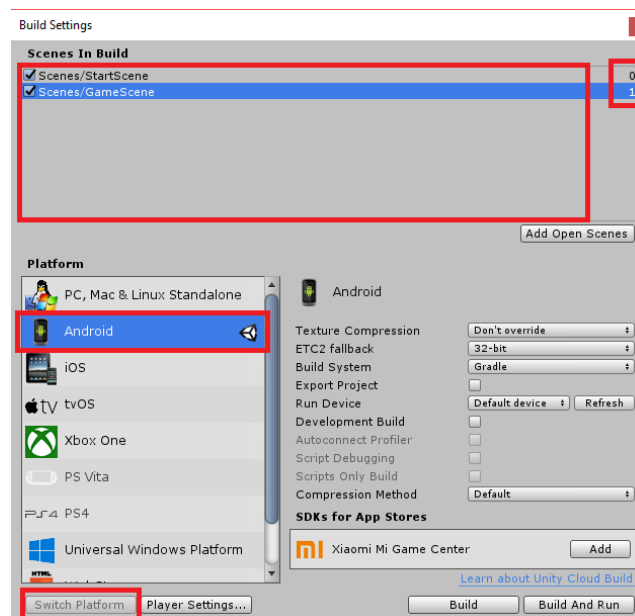 Build Settings
Scenes In Build
Scenes/StartScene 0
Scenes/GameScene 1
Add Open Scenes
Platform
PC, Mac & Linux Standalone
Android
iOS
tv tvOS
Xbox One
PS Vita
PS4 PS4
Universal Windows Platform
HTML
Android
Texture Compression Don't override
ETC2 fallback 32-bit
Build System Gradle
Export Project
Run Device Default device Refresh
Development Build
Autoconnect Profiler
Script Debugging
Scripts Only Build
Compression Method Default
SDKs for App Stores
Xiaomi Mi Game Center Add
Learn about Unity Cloud Build
Switch Platform Player Settings... Build Build And Run